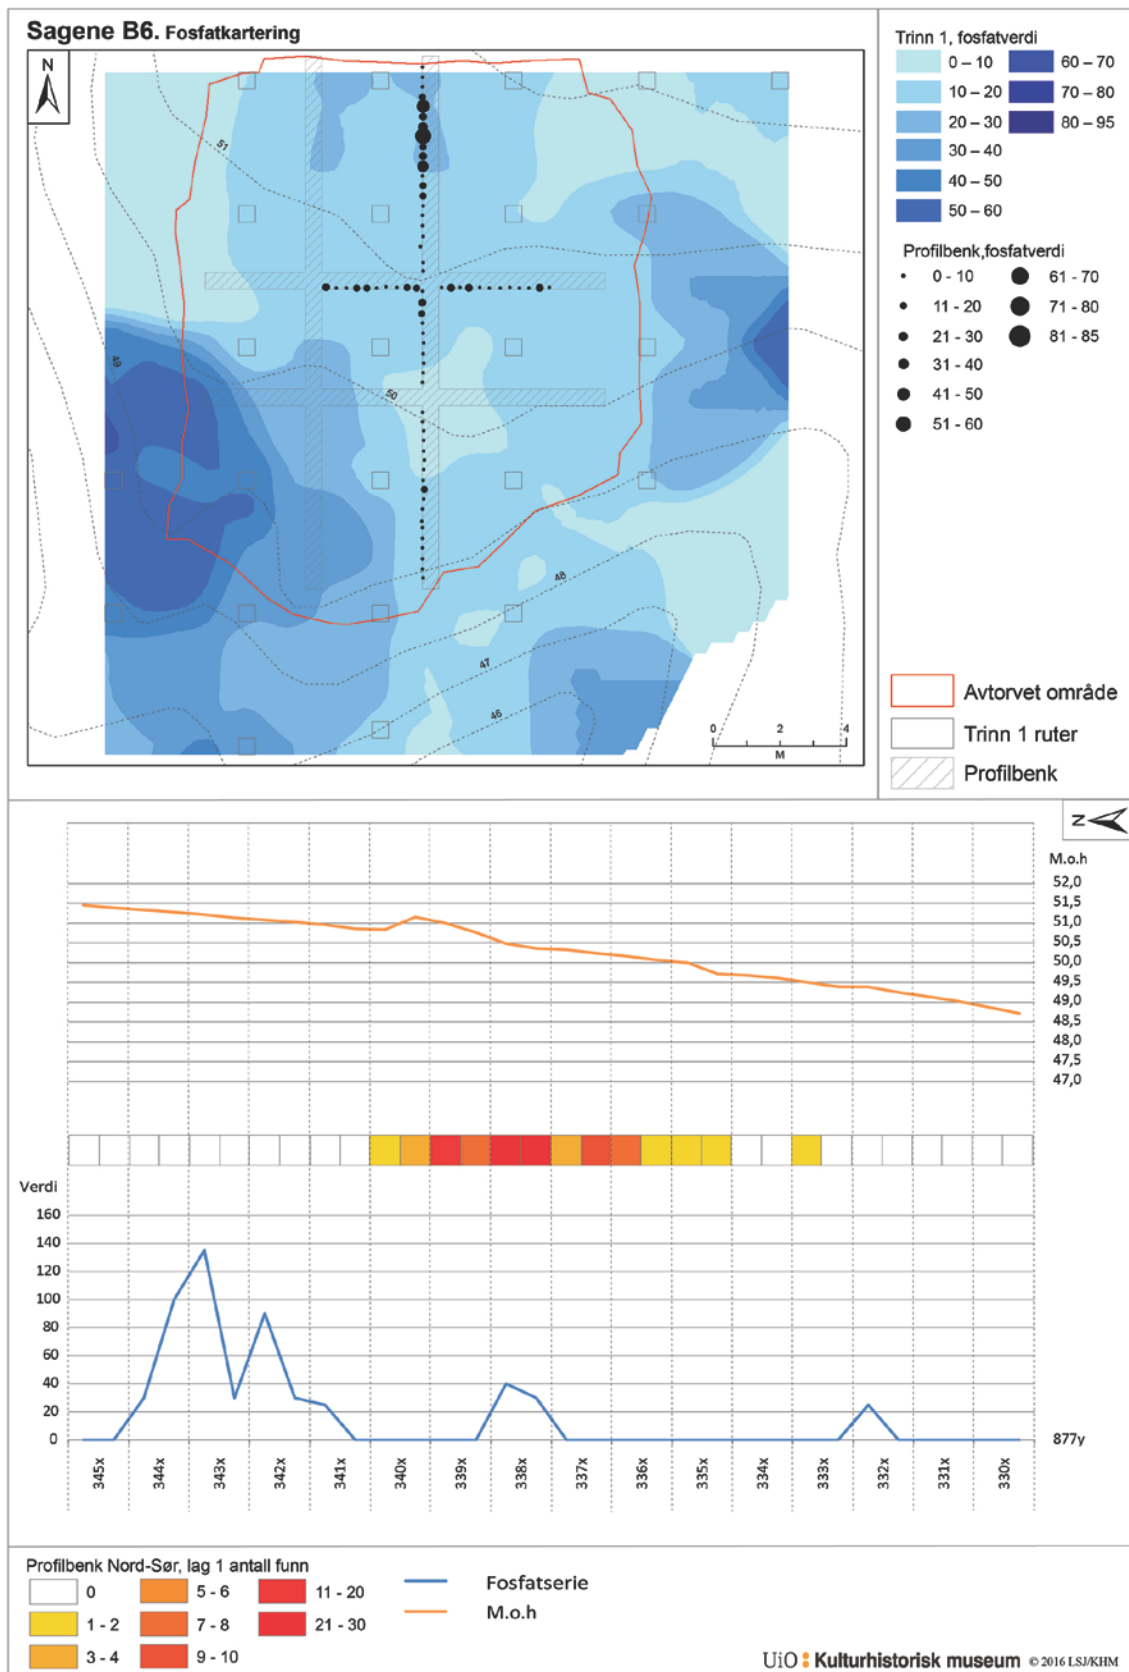 Sagene B6. Fosfatkartering
N
51
49
50
48
47
46
0 2 4
M
Trinn 1, fosfatverdi
0 – 10 60 – 70
10 – 20 70 – 80
20 – 30 80 – 95
30 – 40
40 – 50
50 – 60
Profilbenk,fosfatverdi
0 - 10 61 - 70
11 - 20 71 - 80
21 - 30 81 - 85
31 - 40
41 - 50
51 - 60
Avtorvet område
Trinn 1 ruter
Profilbenk
N
M.o.h
52,0
51,5
51,0
50,5
50,0
49,5
49,0
48,5
48,0
47,5
47,0
Verdi
160
140
120
100
80
60
40
20
0
877y
345x 344x 343x 342x 341x 340x 339x 338x 337x 336x 335x 334x 333x 332x 331x 330x
Profilbenk Nord-Sør, lag 1 antall funn
0 5 - 6 11 - 20
1 - 2 7 - 8 21 - 30
3 - 4 9 - 10
Fosfatserie
M.o.h
UiO Kulturhistorisk museum © 2016 LSJ/KHM